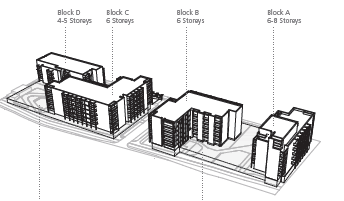 Block D
4-5 Storeys
Block C
6 Storeys
Block B
6 Storeys
Block A
6-8 Storeys